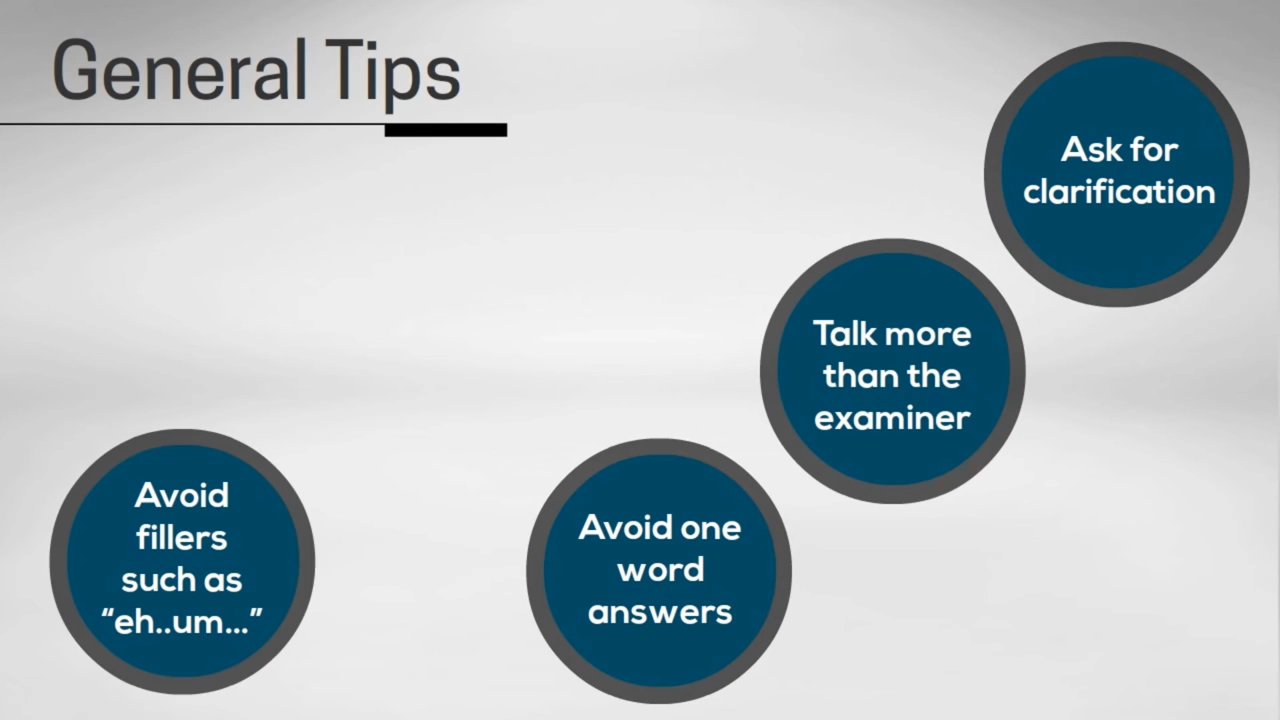 General Tips
Ask for
clarification
Talk more
than the
examiner
Avoid one
word
answers
Avoid
fillers
such as
“eh..um...”